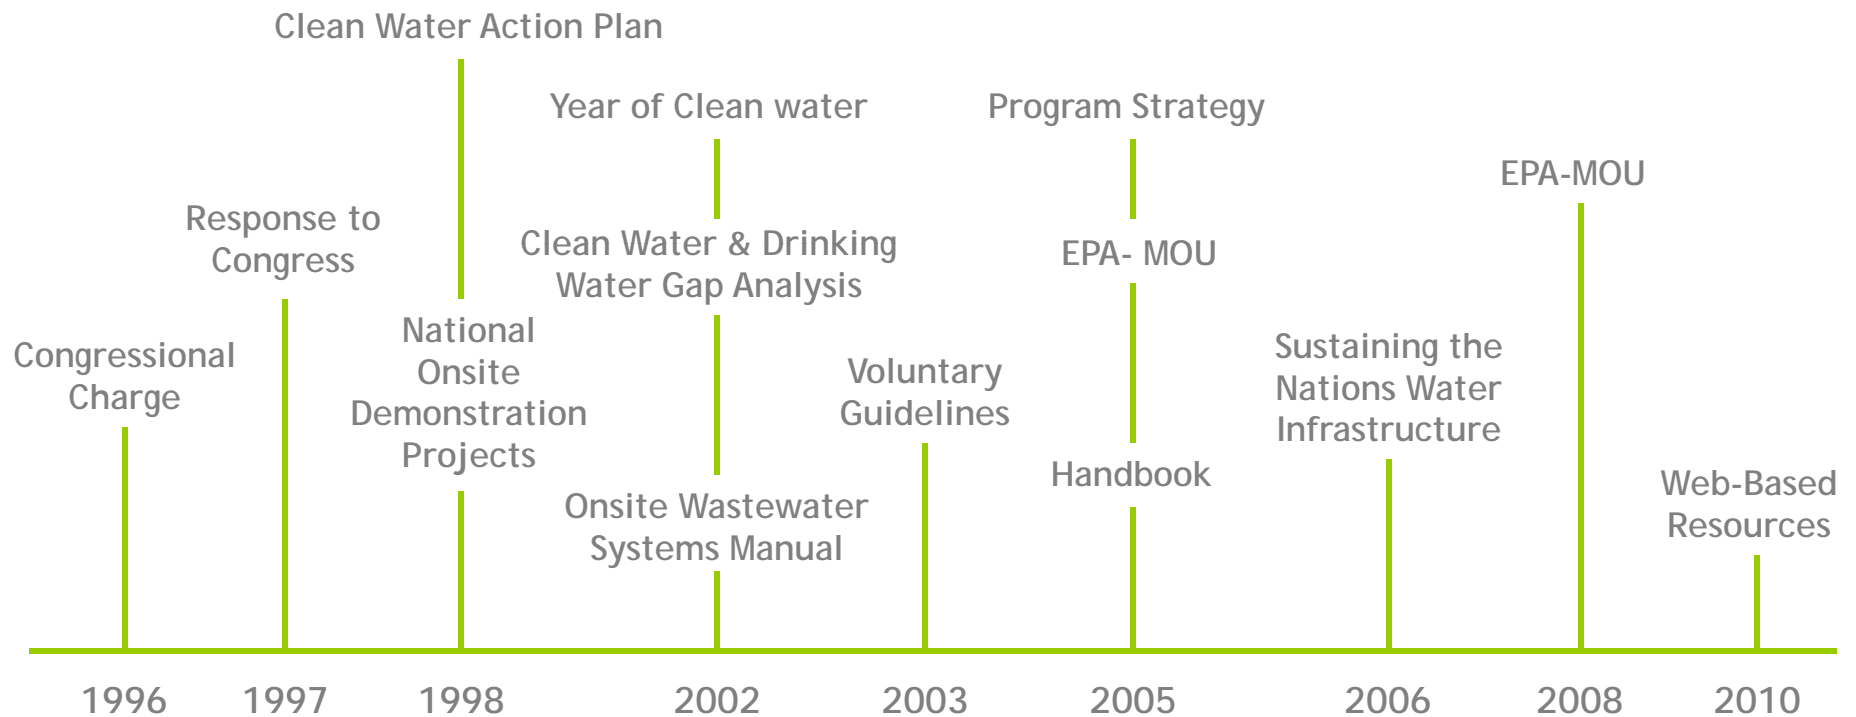 Clean Water Action Plan
Year of Clean water
Program Strategy
EPA-MOU
Response to
Congress
Clean Water & Drinking
Water Gap Analysis
EPA- MOU
Congressional
Charge
National
Onsite
Demonstration
Projects
Voluntary
Guidelines
Sustaining the
Nations Water
Infrastructure
Handbook
Onsite Wastewater
Systems Manual
Web-Based
Resources
1996 1997 1998 2002 2003 2005 2006 2008 2010